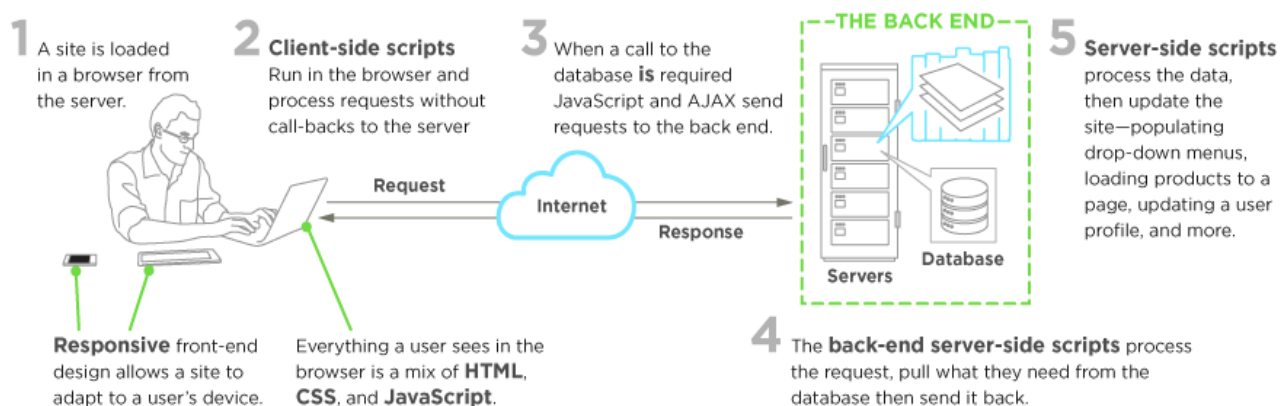 1
A site is loaded
in a browser from
the server.
2
Client-side scripts
Run in the browser and
process requests without
call-backs to the server
3
When a call to the
database is required
JavaScript and AJAX send
requests to the back end.
THE BACK END
5
Server-side scripts
process the data,
then update the
site—populating
drop-down menus,
loading products to a
page, updating a user
profile, and more.
Request
Internet
Response
Servers
Database
Responsive front-end
design allows a site to
adapt to a user's device.
Everything a user sees in the
browser is a mix of HTML,
CSS, and JavaScript.
4
The back-end server-side scripts process
the request, pull what they need from the
database then send it back.